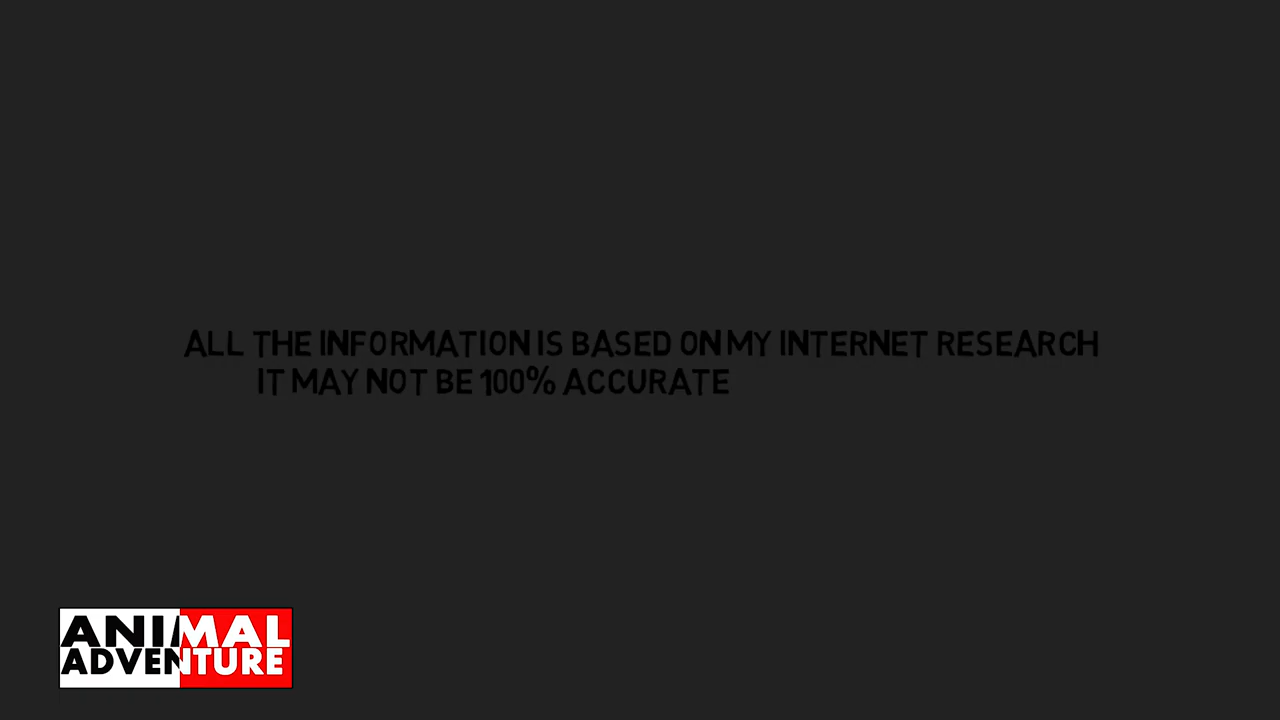 ALL THE INFORMATION IS BASED ON MY INTERNET RESEARCH
IT MAY NOT BE 100% ACCURATE
ANIMAL
ADVENTURE